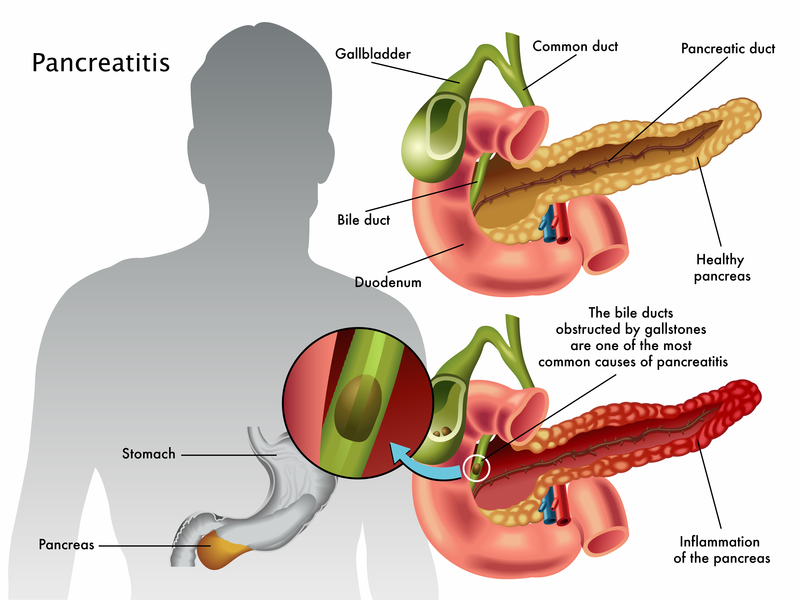 Pancreatitis
Gallbladder
Common duct
Pancreatic duct
Bile duct
Duodenum
Healthy
pancreas
The bile ducts
obstructed by gallstones
are one of the most
common causes of pancreatitis
Stomach
Pancreas
Inflammation
of the pancreas